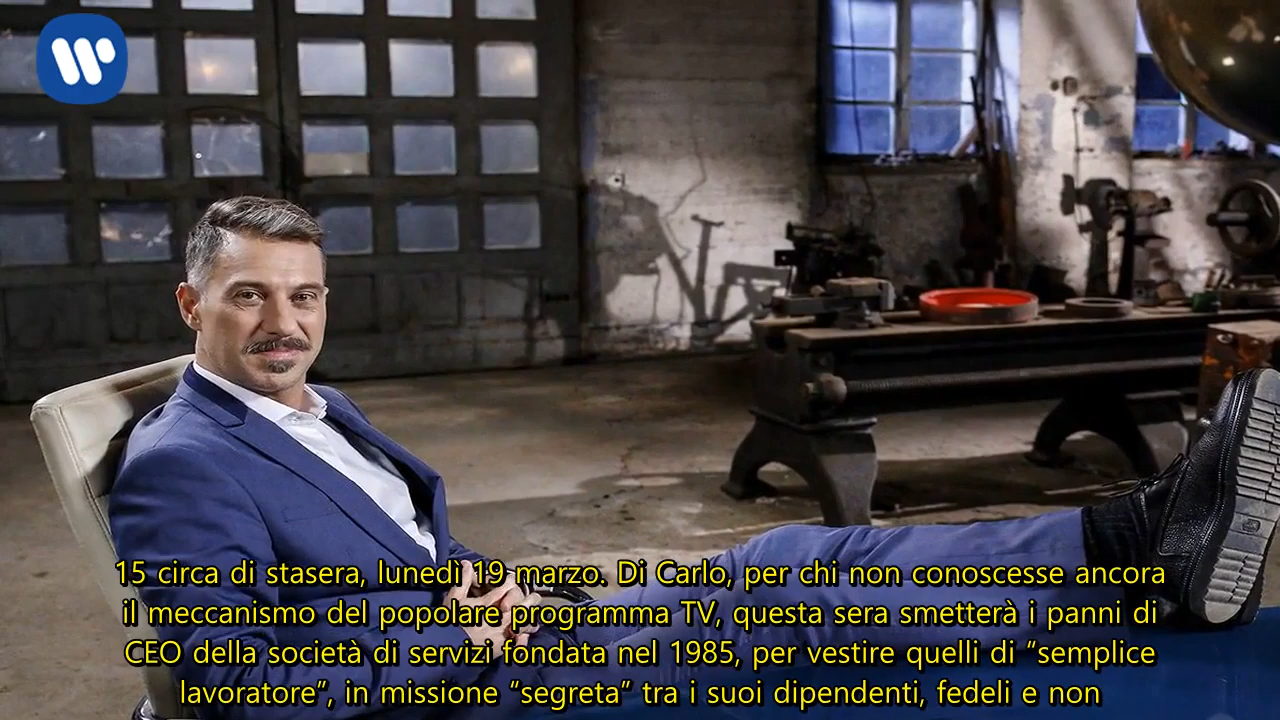 15 circa di stasera, lunedì 19 marzo. Di Carlo, per chi non conoscesse ancora
il meccanismo del popolare programma TV, questa sera smetterà i panni di
CEO della società di servizi fondata nel 1985, per vestire quelli di “semplice
lavoratore”, in missione “segreta” tra i suoi dipendenti, fedeli e non